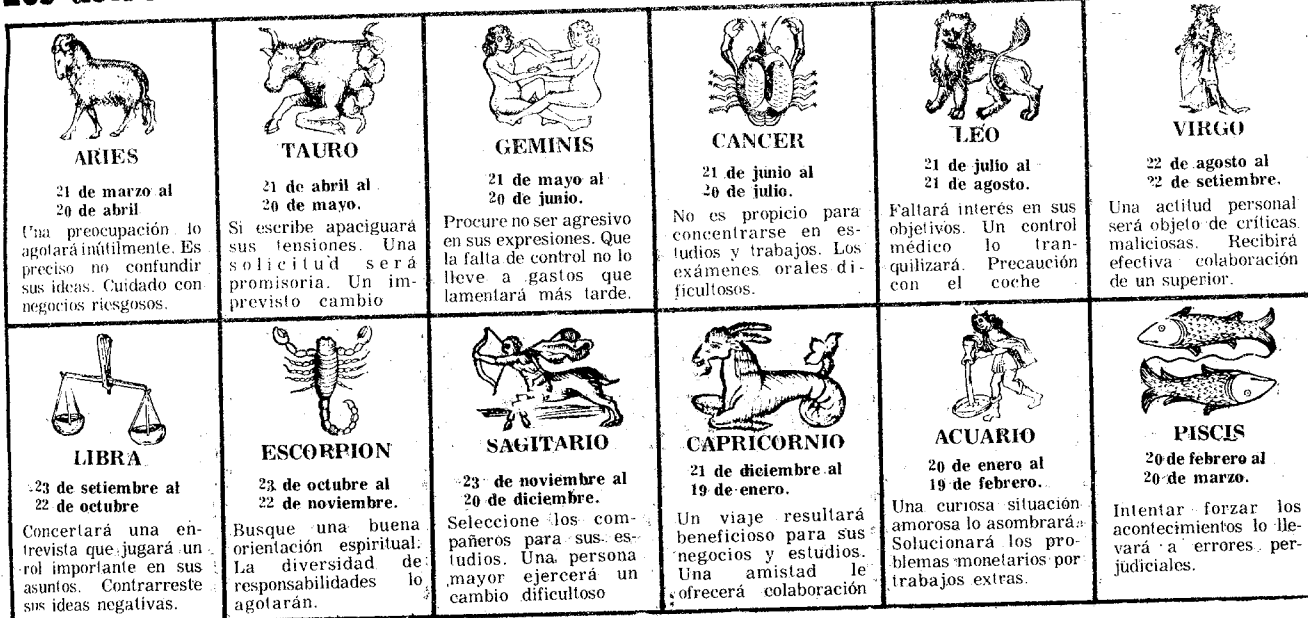 ARIES
21 de marzo al
20 de abril
Una preocupación lo
agotará inútilmente. Es
preciso no confundir
sus ideas. Cuidado con
negocios riesgosos.
TAURO
21 de abril al
20 de mayo.
Si escribe apaciguará
sus tensiones. Una
solicitud será
promisoria. Un im-
previsto cambio
GEMINIS
21 de mayo al
20 de junio.
Procure no ser agresivo
en sus expresiones. Que
la falta de control no lo
lleve a gastos que
lamentará más tarde.
CANCER
21 de junio al
20 de julio.
No es propicio para
concentrarse en es-
tudios y trabajos. Los
exámenes orales di-
ficultosos.
LEO
21 de julio al
21 de agosto.
Faltará interés en sus
objetivos. Un control
médico lo tran-
quilizará. Precaución
con el coche
VIRGO
22 de agosto al
22 de setiembre.
Una actitud personal
será objeto de críticas
maliciosas. Recibirá
efectiva colaboración
de un superior.
LIBRA
23 de setiembre al
22 de octubre
Concertará una en-
trevista que jugará un
rol importante en sus
asuntos. Contrarreste
sus ideas negativas.
ESCORPION
23 de octubre al
22 de noviembre.
Busque una buena
orientación espiritual.
La diversidad de
responsabilidades lo
agotarán.
SAGITARIO
23 de noviembre al
20 de diciembre.
Seleccione los com-
pañeros para sus es-
tudios. Una persona
mayor ejercerá un
cambio dificultoso
CAPRICORNIO
21 de diciembre al
19 de enero.
Un viaje resultará
beneficioso para sus
negocios y estudios.
Una amistad le
ofrecerá colaboración
ACUARIO
20 de enero al
19 de febrero.
Una curiosa situación
amorosa lo asombrará.
Solucionará los pro-
blemas monetarios por
trabajos extras.
PISCIS
20 de febrero al
20 de marzo.
Intentar forzar los
acontecimientos lo lle-
vará a errores per-
judiciales.